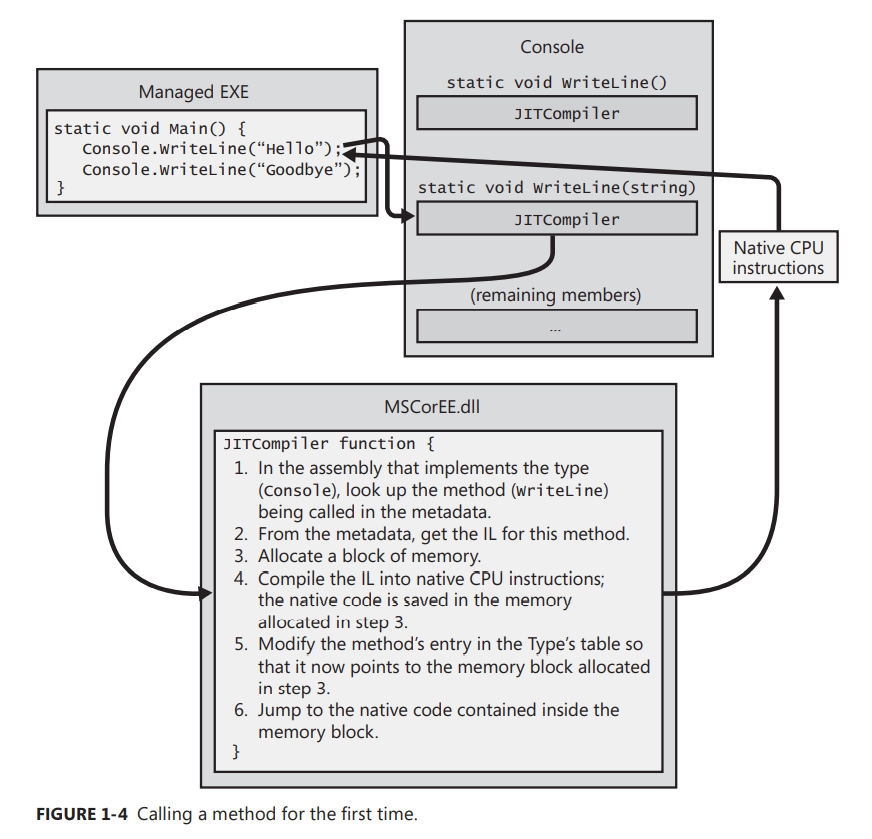 Console
static void WriteLine()
JITCompiler
Managed EXE
static void Main() {
Console.WriteLine(“Hello”);
Console.WriteLine(“Goodbye”);
}
static void WriteLine(string)
JITCompiler
Native CPU
instructions
(remaining members)
...
MSCorEE.dll
JITCompiler function {
1. In the assembly that implements the type
(Console), look up the method (WriteLine)
being called in the metadata.
2. From the metadata, get the IL for this method.
3. Allocate a block of memory.
4. Compile the IL into native CPU instructions;
the native code is saved in the memory
allocated in step 3.
5. Modify the method’s entry in the Type’s table so
that it now points to the memory block allocated
in step 3.
6. Jump to the native code contained inside the
memory block.
}
FIGURE 1-4 Calling a method for the first time.